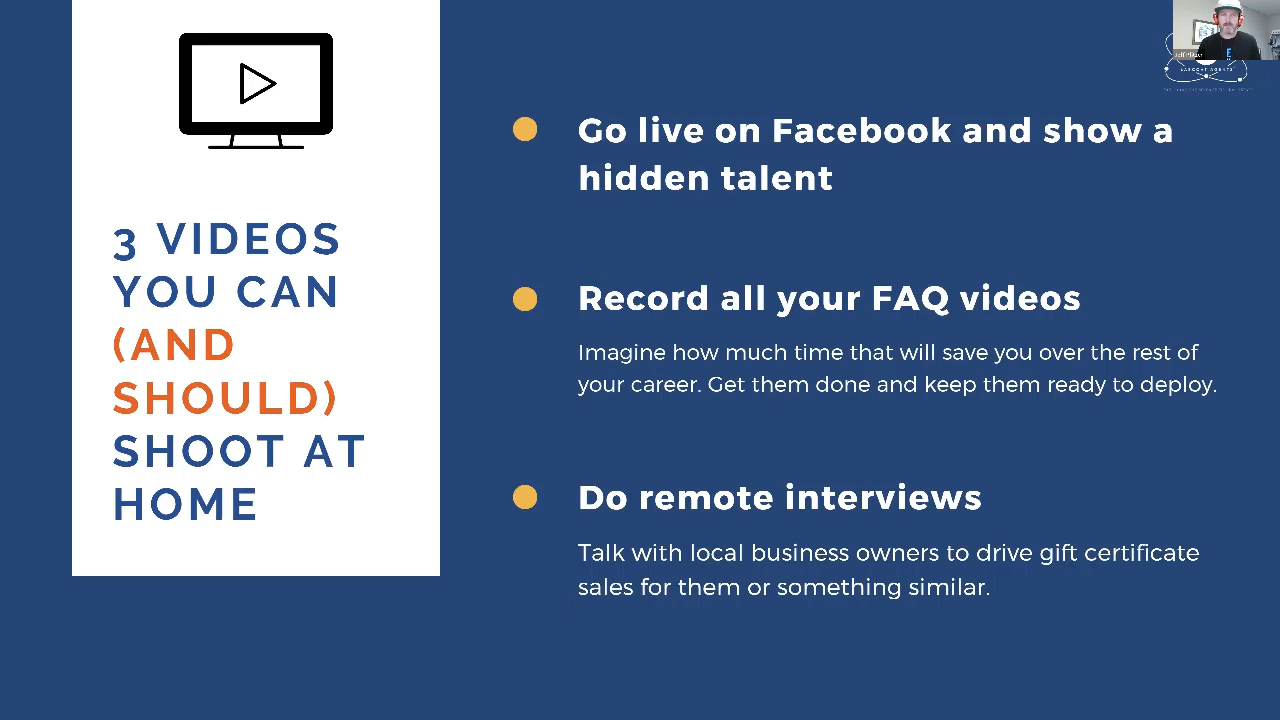 3 VIDEOS
YOU CAN
(AND
SHOULD)
SHOOT AT
HOME
Go live on Facebook and show a
hidden talent
Record all your FAQ videos
Imagine how much time that will save you over the rest of
your career. Get them done and keep them ready to deploy.
Do remote interviews
Talk with local business owners to drive gift certificate
sales for them or something similar.
LAB COAT AGENTS